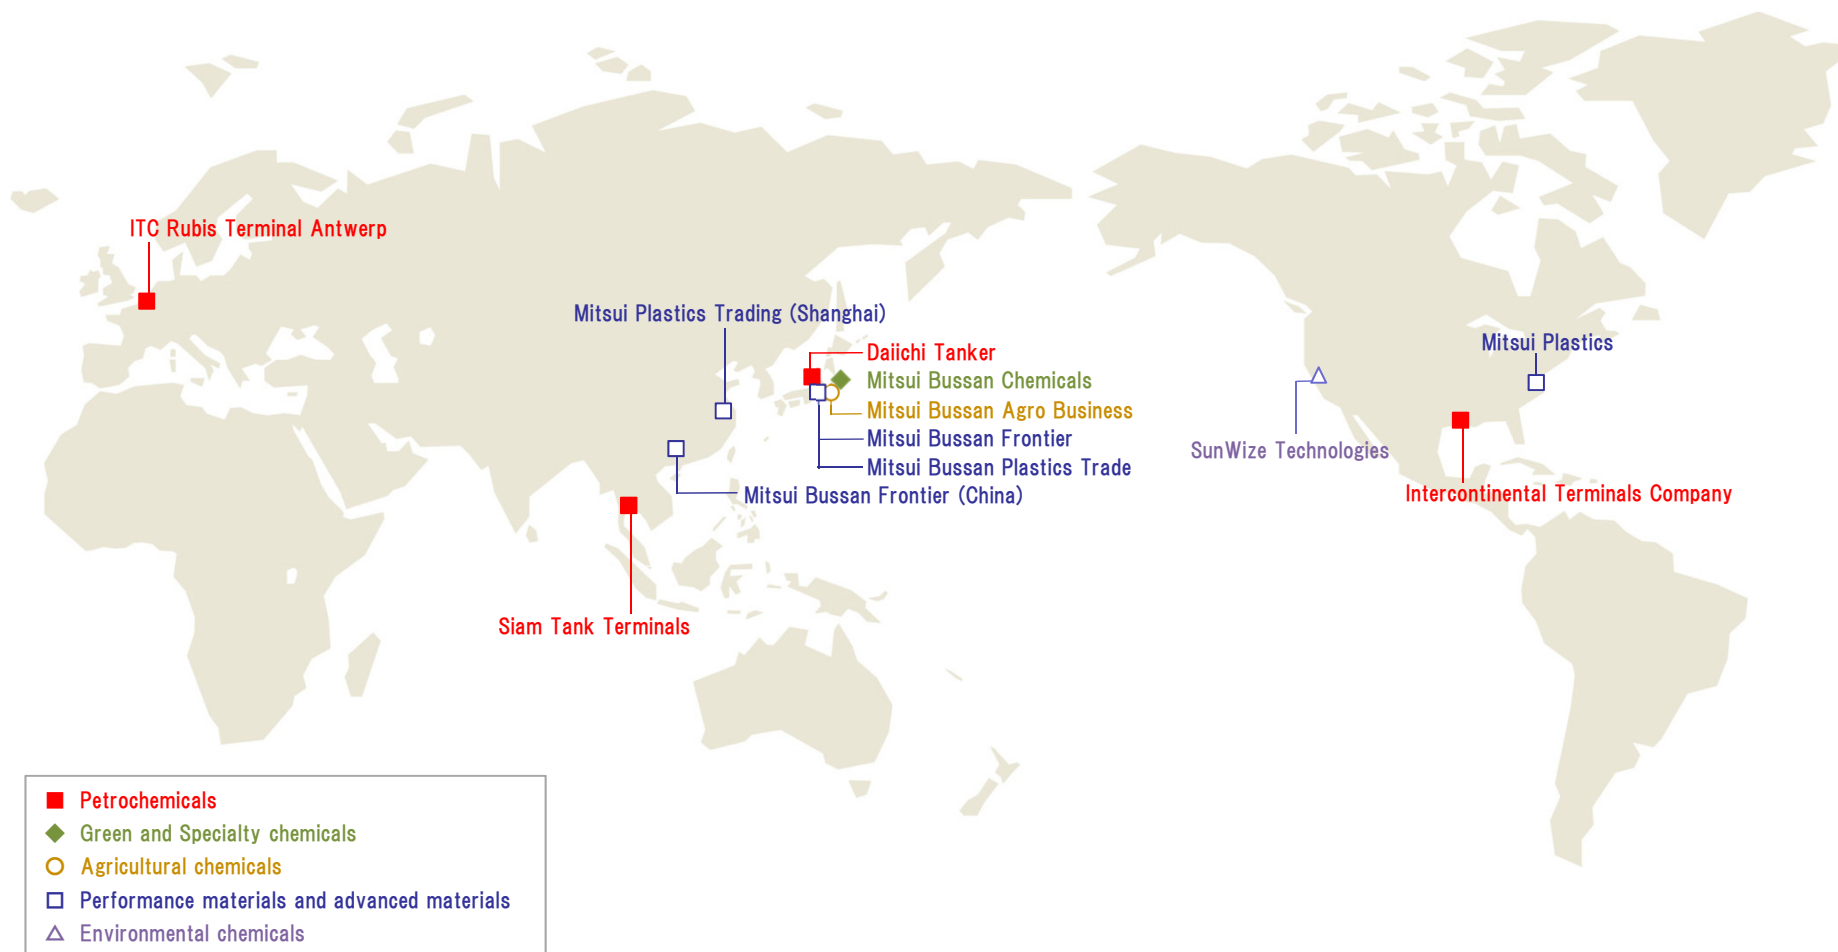 ITC Rubis Terminal Antwerp
Mitsui Plastics Trading (Shanghai)
Daiichi Tanker
Mitsui Bussan Chemicals
Mitsui Bussan Agro Business
Mitsui Bussan Frontier
Mitsui Bussan Plastics Trade
Mitsui Bussan Frontier (China)
Siam Tank Terminals
Mitsui Plastics
SunWize Technologies
Intercontinental Terminals Company
Petrochemicals
Green and Specialty chemicals
Agricultural chemicals
Performance materials and advanced materials
Environmental chemicals